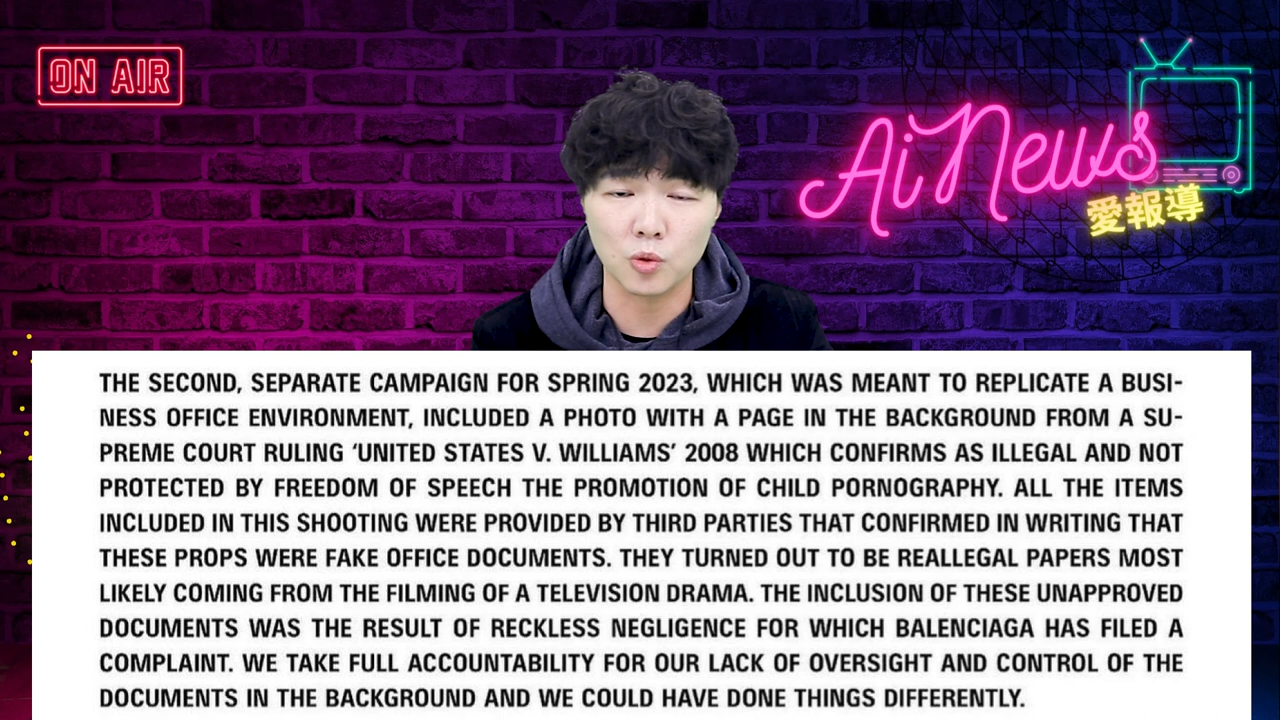 ON AIR
Ai News
愛報導
THE SECOND, SEPARATE CAMPAIGN FOR SPRING 2023, WHICH WAS MEANT TO REPLICATE A BUSI-
NESS OFFICE ENVIRONMENT, INCLUDED A PHOTO WITH A PAGE IN THE BACKGROUND FROM A SU-
PREME COURT RULING ‘UNITED STATES V. WILLIAMS’ 2008 WHICH CONFIRMS AS ILLEGAL AND NOT
PROTECTED BY FREEDOM OF SPEECH THE PROMOTION OF CHILD PORNOGRAPHY. ALL THE ITEMS
INCLUDED IN THIS SHOOTING WERE PROVIDED BY THIRD PARTIES THAT CONFIRMED IN WRITING THAT
THESE PROPS WERE FAKE OFFICE DOCUMENTS. THEY TURNED OUT TO BE REALLEGAL PAPERS MOST
LIKELY COMING FROM THE FILMING OF A TELEVISION DRAMA. THE INCLUSION OF THESE UNAPPROVED
DOCUMENTS WAS THE RESULT OF RECKLESS NEGLIGENCE FOR WHICH BALENCIAGA HAS FILED A
COMPLAINT. WE TAKE FULL ACCOUNTABILITY FOR OUR LACK OF OVERSIGHT AND CONTROL OF THE
DOCUMENTS IN THE BACKGROUND AND WE COULD HAVE DONE THINGS DIFFERENTLY.